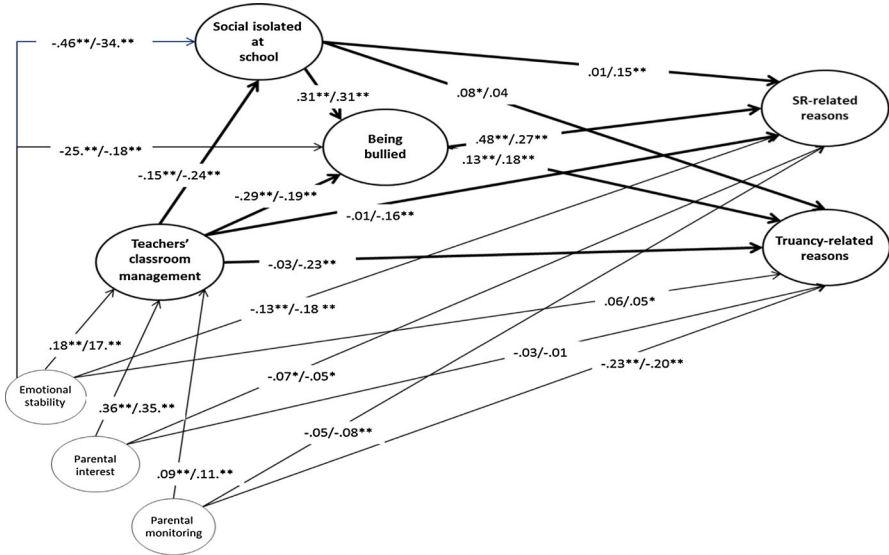 Social isolated
at
school
-.46**/-34.**
.01/.15**
.08*/.04
SR-related
reasons
.31**/.31**
Being
bullied
.48**/.27**
.13**/.18**
-25.**/-.18**
-.15**/-.24**
-.29**/-.19**
-.01/-.16**
Teachers'
classroom
management
-.03/-.23**
Truancy-related
reasons
-.13**/-.18 **
.06/.05*
.18**/17.**
-.03/-.01
-.23**/-.20**
-.07*/-.05*
Emotional
stability
.36**/.35.**
-.05/-.08**
Parental
interest
.09**/.11.**
Parental
monitoring